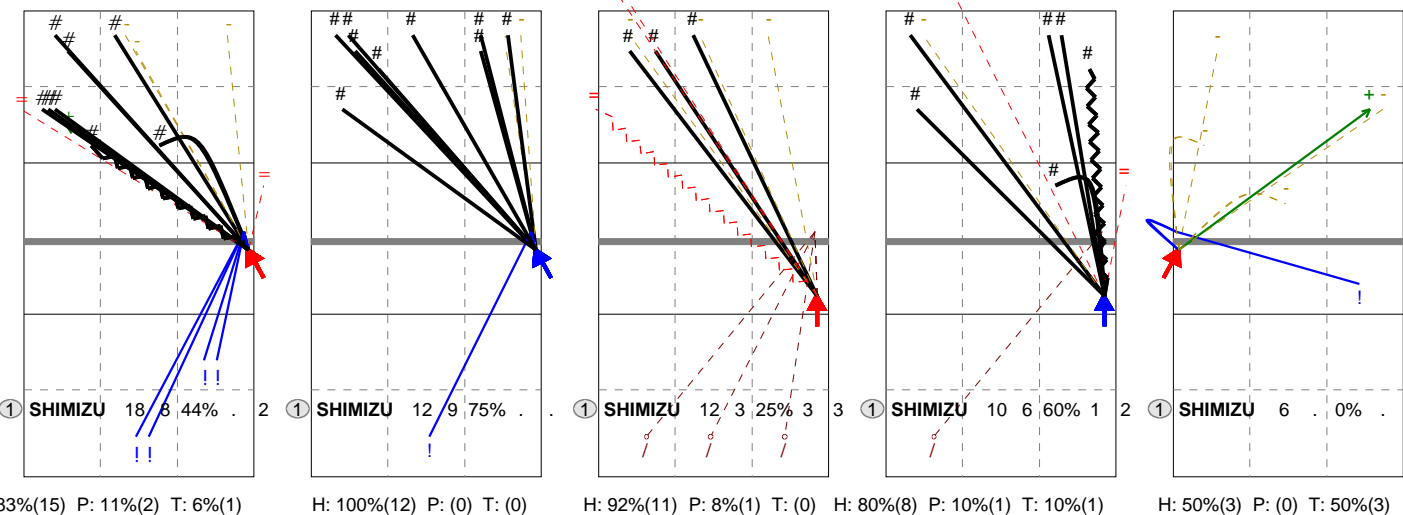 1 SHIMIZU 18 8 44% . 2
1 SHIMIZU 12 9 75% . .
1 SHIMIZU 12 3 25% 3 3
1 SHIMIZU 10 6 60% 1 2
1 SHIMIZU 6 . 0% .
83%(15) P: 11%(2) T: 6%(1)
H: 100%(12) P: (0) T: (0)
H: 92%(11) P: 8%(1) T: (0)
H: 80%(8) P: 10%(1) T: 10%(1)
H: 50%(3) P: (0) T: 50%(3)